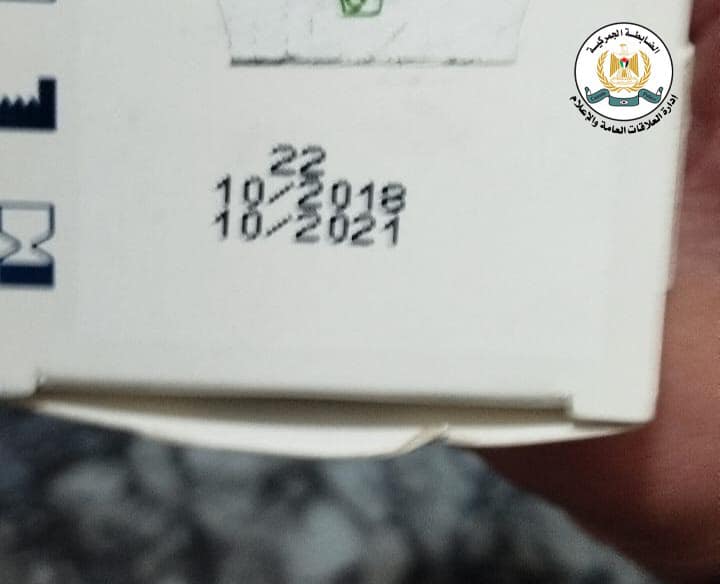 الضابطة الجمركية
إدارة العلاقات العامة والإعلام
22
10/2018
10/2021